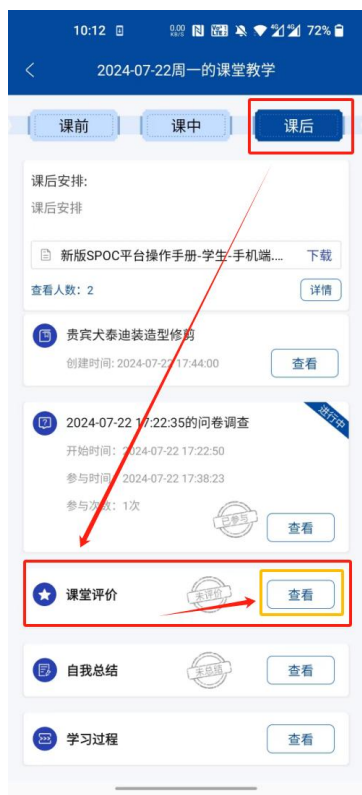 10:12 0.00 KB/S 4G 4G 72%
2024-07-22周一的课堂教学
课前 课中 课后
课后安排:
课后安排
新版SPOC平台操作手册-学生-手机端.... 下载
查看人数：2 详情
贵宾犬泰迪装造型修剪
创建时间: 2024-07-22 17:44:00 查看
2024-07-22 17:22:35的问卷调查 进行中
开始时间：2024-07-22 17:22:50
参与时间：2024-07-22 17:38:23
参与次数：1次 已参与 查看
课堂评价 未评价 查看
自我总结 未总结 查看
学习过程 查看